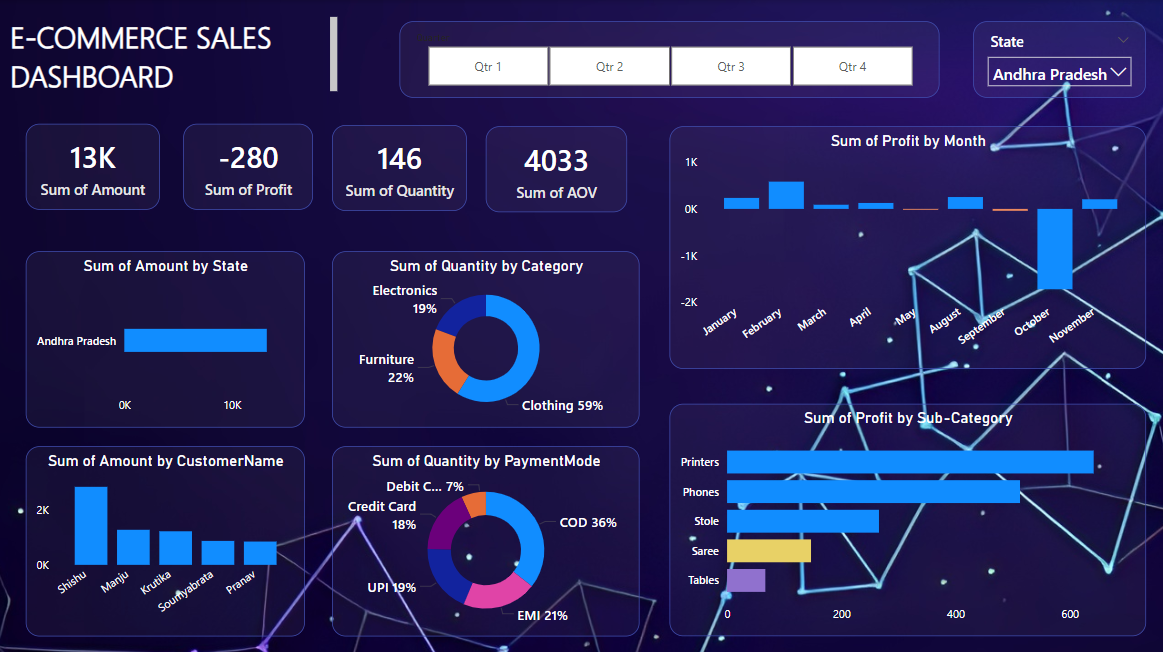 E-COMMERCE SALES
DASHBOARD
Qtr 1
Qtr 2
Qtr 3
Qtr 4
State
Andhra Pradesh
13K
Sum of Amount
-280
Sum of Profit
146
Sum of Quantity
4033
Sum of AOV
Sum of Profit by Month
1K
0K
-1K
-2K
January
February
March
April
May
August
September
October
November
Sum of Amount by State
Andhra Pradesh
0K
10K
Sum of Quantity by Category
Electronics
19%
Furniture
22%
Clothing 59%
Sum of Profit by Sub-Category
Printers
Phones
Stole
Saree
Tables
0
200
400
600
Sum of Amount by CustomerName
2K
0K
Shishu
Manju
Krutika
Soumyabrata
Pranav
Sum of Quantity by PaymentMode
Debit C... 7%
Credit Card
18%
COD 36%
UPI 19%
EMI 21%